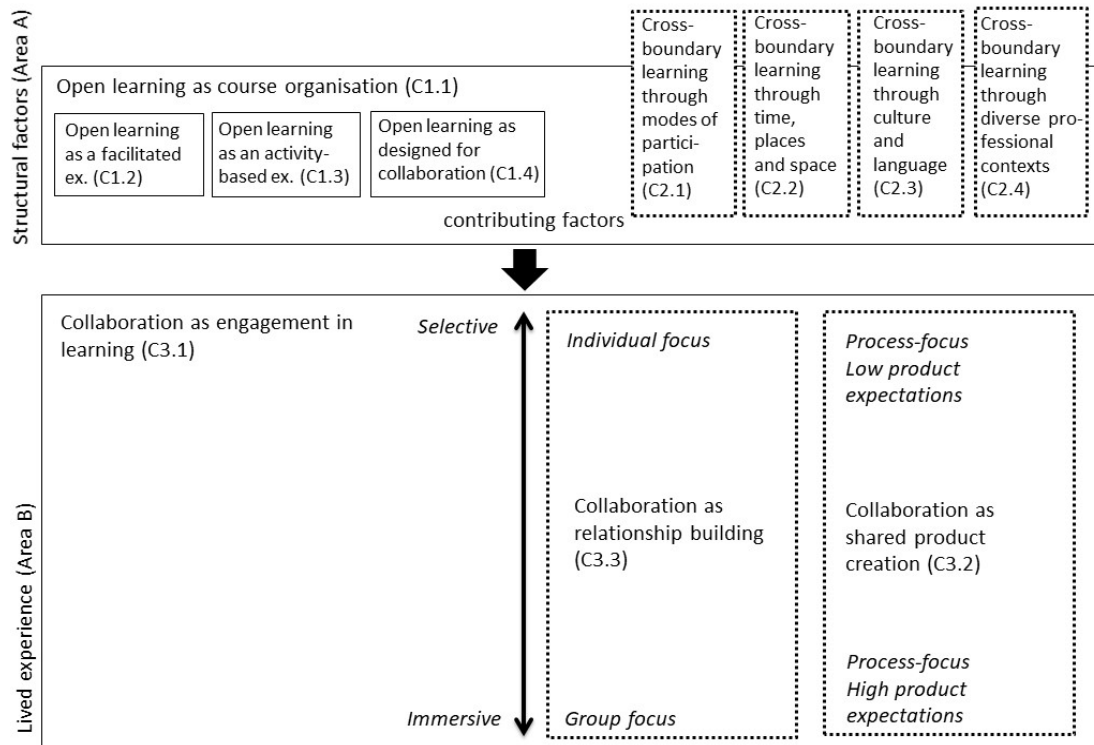 Structural factors (Area A)
Open learning as course organisation (C1.1)
Open learning
as a facilitated
ex. (C1.2)
Open learning
as an activity-
based ex. (C1.3)
Open learning as
designed for
collaboration (C1.4)
Cross-
boundary
learning
through
modes of
partici-
pation
(C2.1)
Cross-
boundary
learning
through
time,
places
and space
(C2.2)
Cross-
boundary
learning
through
culture
and
language
(C2.3)
Cross-
boundary
learning
through
diverse pro-
fessional
contexts
(C2.4)
contributing factors
Lived experience (Area B)
Collaboration as engagement in
learning (C3.1)
Selective
Immersive
Individual focus
Collaboration as
relationship building
(C3.3)
Group focus
Process-focus
Low product
expectations
Collaboration as
shared product
creation (C3.2)
Process-focus
High product
expectations